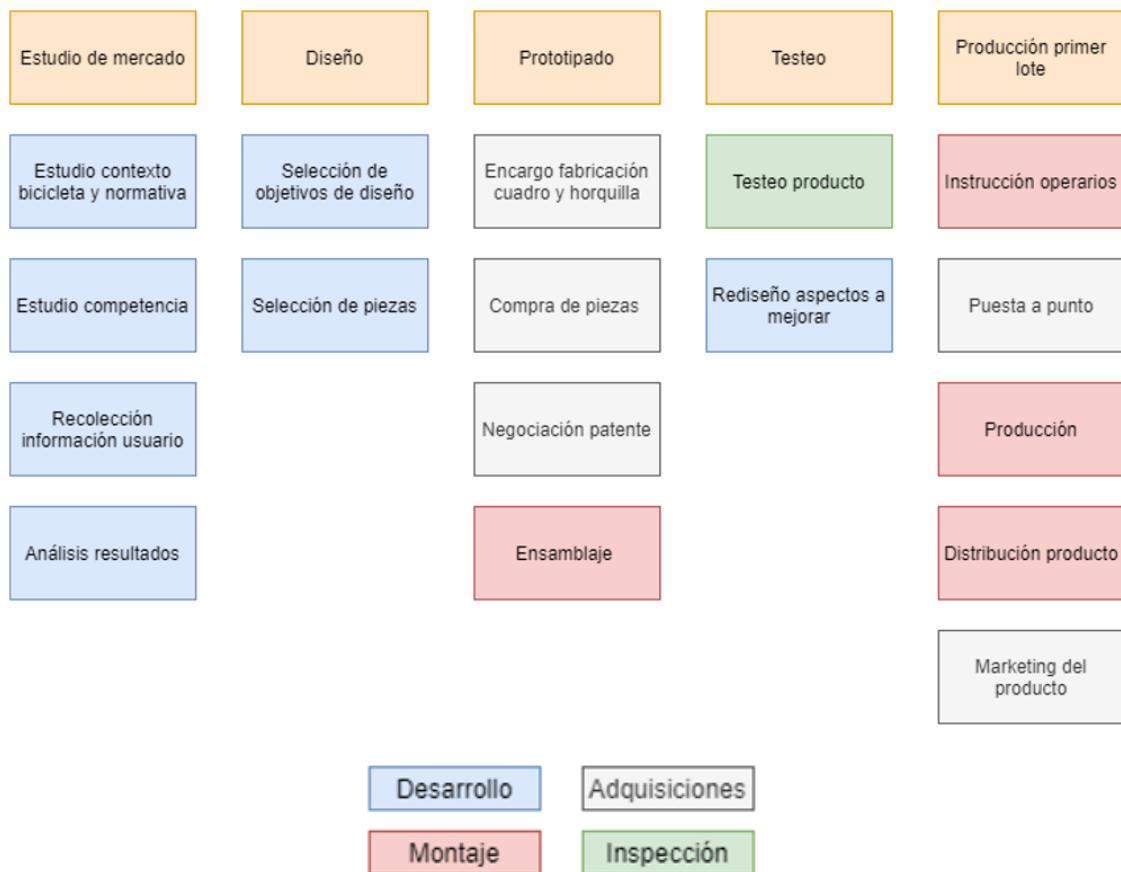 Estudio de mercado
Diseño
Prototipado
Testeo
Producción primer
lote
Estudio contexto
bicicleta y normativa
Selección de
objetivos de diseño
Encargo fabricación
cuadro y horquilla
Testeo producto
Instrucción operarios
Estudio competencia
Selección de piezas
Compra de piezas
Rediseño aspectos a
mejorar
Puesta a punto
Recolección
información usuario
Negociación patente
Producción
Análisis resultados
Ensamblaje
Distribución producto
Marketing del
producto
Desarrollo
Adquisiciones
Montaje
Inspección